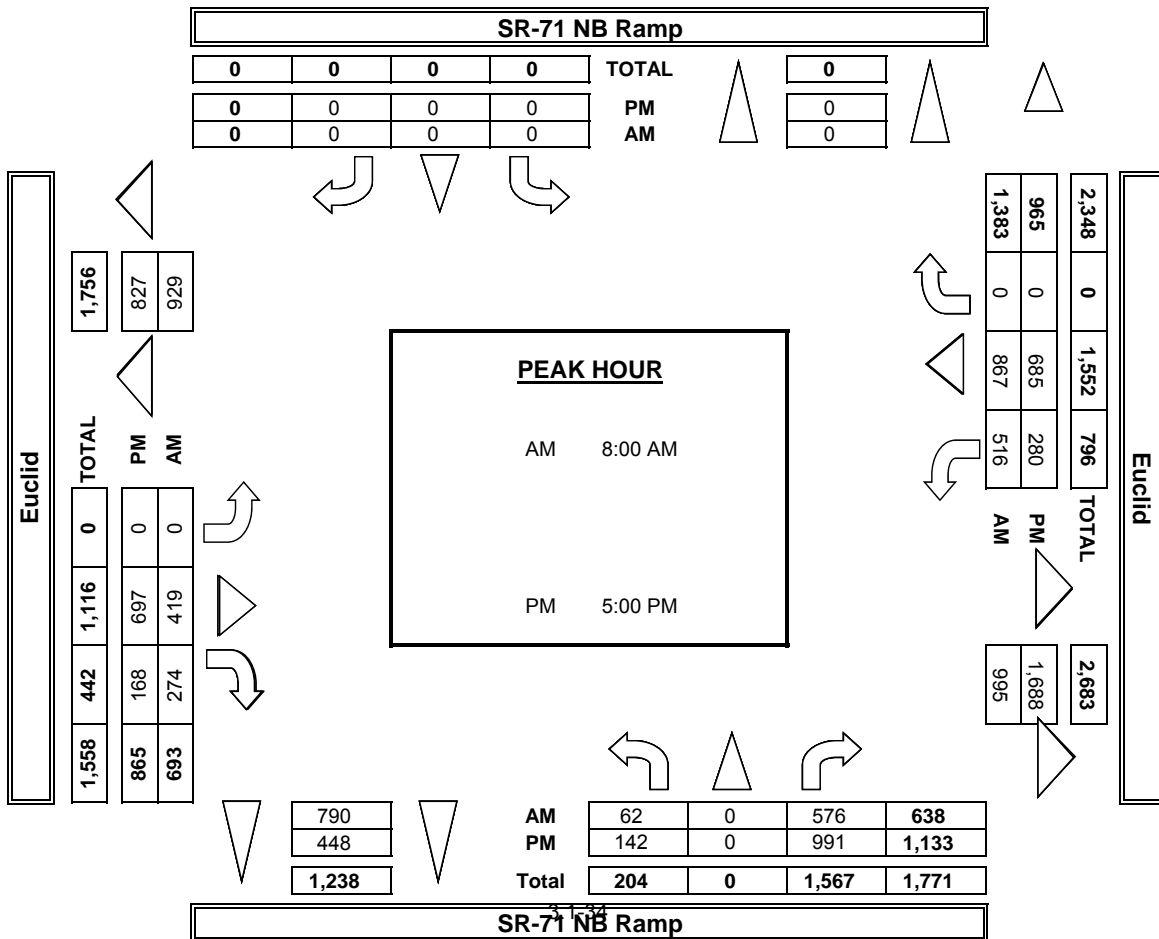 SR-71 NB Ramp
0 0 0 0 TOTAL 0
0 0 0 0 PM 0
0 0 0 0 AM 0
Euclid
1,756
827
929
TOTAL
PM
AM
0 1,116 442 1,558
0 697 168 865
0 419 274 693
PEAK HOUR
AM 8:00 AM
PM 5:00 PM
2,348 0 1,552 796 TOTAL
965 0 685 280 PM
1,383 0 867 516 AM
2,683
1,688
995
Euclid
790 AM 62 0 576 638
448 PM 142 0 991 1,133
1,238 Total 204 0 1,567 1,771
3.1-34
SR-71 NB Ramp